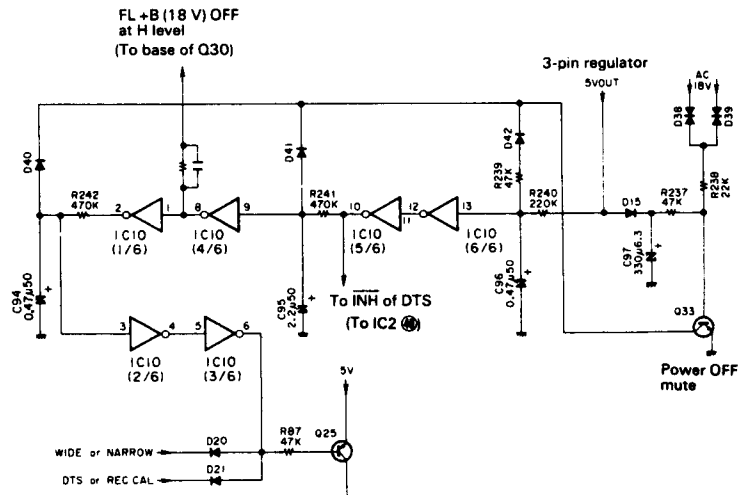 FL +B (18 V) OFF
at H level
(To base of Q30)
3-pin regulator
5VOUT
AC
18V
D38
D39
D40
D41
D42
R239
47K
R238
22K
R242
470K
2
1
8
9
R241
470K
10
12
11
13
R240
220K
D15
R237
47K
IC10
(1/6)
IC10
(4/6)
IC10
(5/6)
IC10
(6/6)
C97
330μ6.3
C94
0.47μ50
+
C95
2.2μ50
+
C96
0.47μ50
+
+
To INH of DTS
(To IC2 )
Q33
Power OFF
mute
3
4
5
6
IC10
(2/6)
IC10
(3/6)
5V
WIDE or NARROW
D20
R87
47K
Q25
DTS or REC CAL
D21